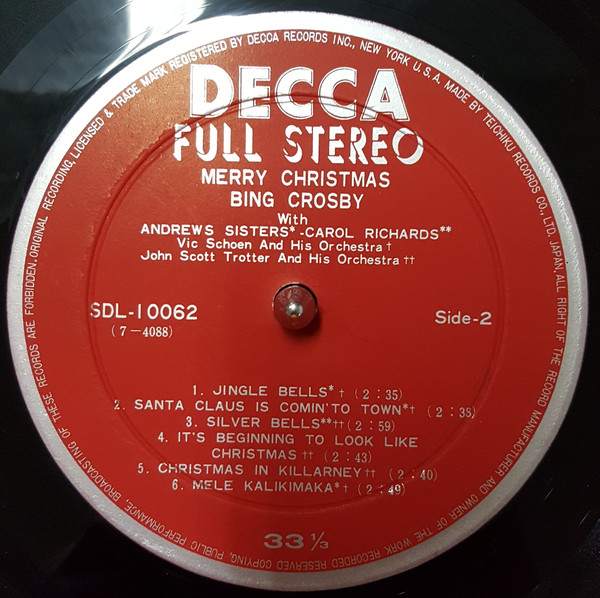 ORIGINAL RECORDING, LICENSED & TRADE MARK REGISTERED BY DECCA RECORDS INC., NEW YORK U.S.A. MADE BY TEICHIKU RECORDS CO., LTD. JAPAN. ALL RIGHT OF THE RECORD MANUFACTURER AND OWNER OF THE WORK RECORDED RESERVED COPYING, PUBLIC PERFORMANCE, BROADCASTING OF THESE RECORDS ARE FORBIDDEN.
DECCA
FULL STEREO
MERRY CHRISTMAS
BING CROSBY
With
ANDREWS SISTERS* -CAROL RICHARDS**
Vic Schoen And His Orchestra†
John Scott Trotter And His Orchestra††
SDL-10062
(7-4088)
Side-2
1. JINGLE BELLS*† (2:35)
2. SANTA CLAUS IS COMIN'TO TOWN*† (2:38)
3. SILVER BELLS**†† (2:59)
4. IT'S BEGINNING TO LOOK LIKE
CHRISTMAS†† (2:43)
5. CHRISTMAS IN KILLARNEY†† (2:40)
6. MELE KALIKIMAKA*† (2:49)
33 1/3